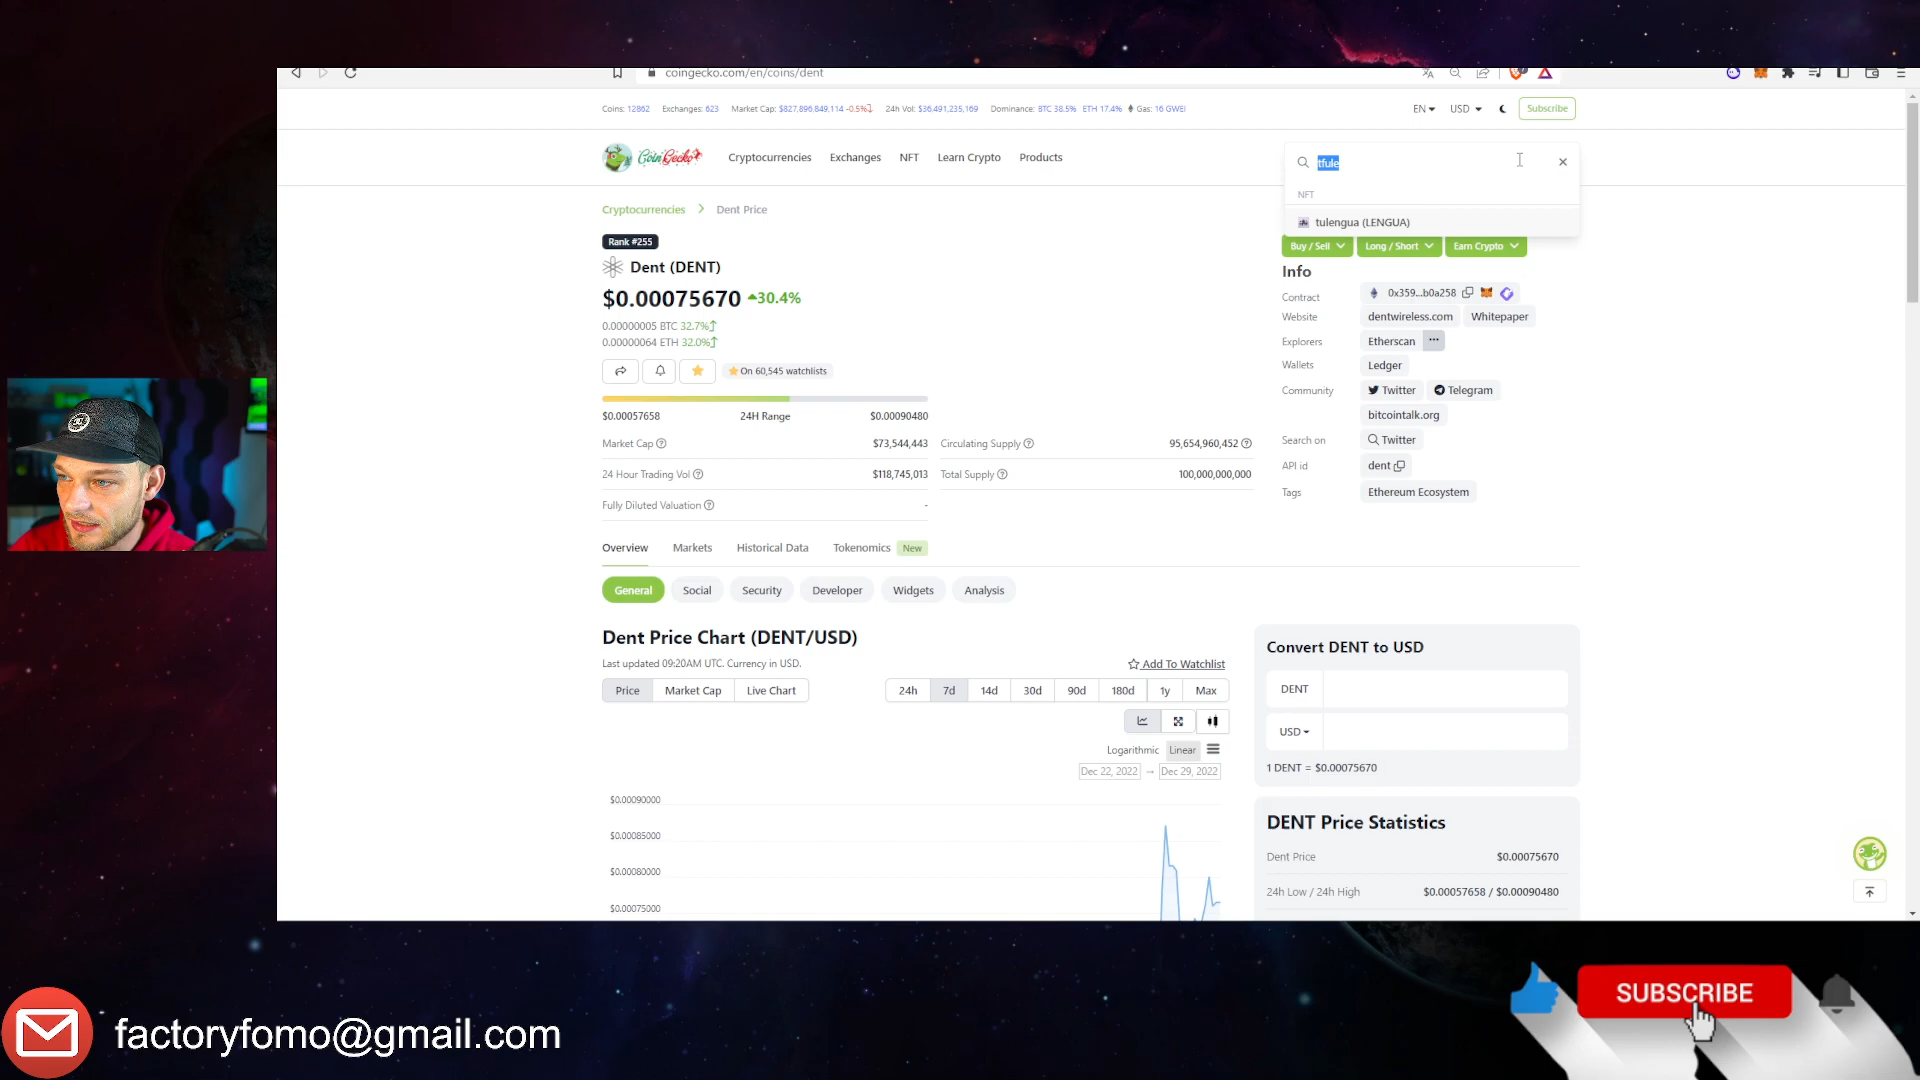 coingecko.com/en/coins/dent
Coins: 12862 Exchanges: 623 Market Cap: $827,896,849,114 -0.5% 24h Vol: $36,491,235,169 Dominance: BTC 38.5% ETH 17.4% Gas: 16 GWEI
EN USD Subscribe
CoinGecko Cryptocurrencies Exchanges NFT Learn Crypto Products
tfule
NFT
tulengua (LENGUA)
Cryptocurrencies > Dent Price
Rank #255
Dent (DENT)
$0.00075670 30.4%
0.00000005 BTC 32.7%
0.00000064 ETH 32.0%
On 60,545 watchlists
$0.00057658 24H Range $0.00090480
Market Cap $73,544,443
Circulating Supply 95,654,960,452
24 Hour Trading Vol $118,745,013
Total Supply 100,000,000,000
Fully Diluted Valuation -
Buy / Sell Long / Short Earn Crypto
Info
Contract 0x359...b0a258
Website dentwireless.com Whitepaper
Explorers Etherscan ...
Wallets Ledger
Community Twitter Telegram
bitcointalk.org
Search on Twitter
API id dent
Tags Ethereum Ecosystem
Overview Markets Historical Data Tokenomics New
General Social Security Developer Widgets Analysis
Dent Price Chart (DENT/USD)
Last updated 09:20AM UTC. Currency in USD.
Add To Watchlist
Price Market Cap Live Chart
24h 7d 14d 30d 90d 180d 1y Max
Logarithmic Linear
Dec 22, 2022 → Dec 29, 2022
$0.00090000
$0.00085000
$0.00080000
$0.00075000
Convert DENT to USD
DENT
USD
1 DENT = $0.00075670
DENT Price Statistics
Dent Price $0.00075670
24h Low / 24h High $0.00057658 / $0.00090480
factoryfomo@gmail.com
SUBSCRIBE